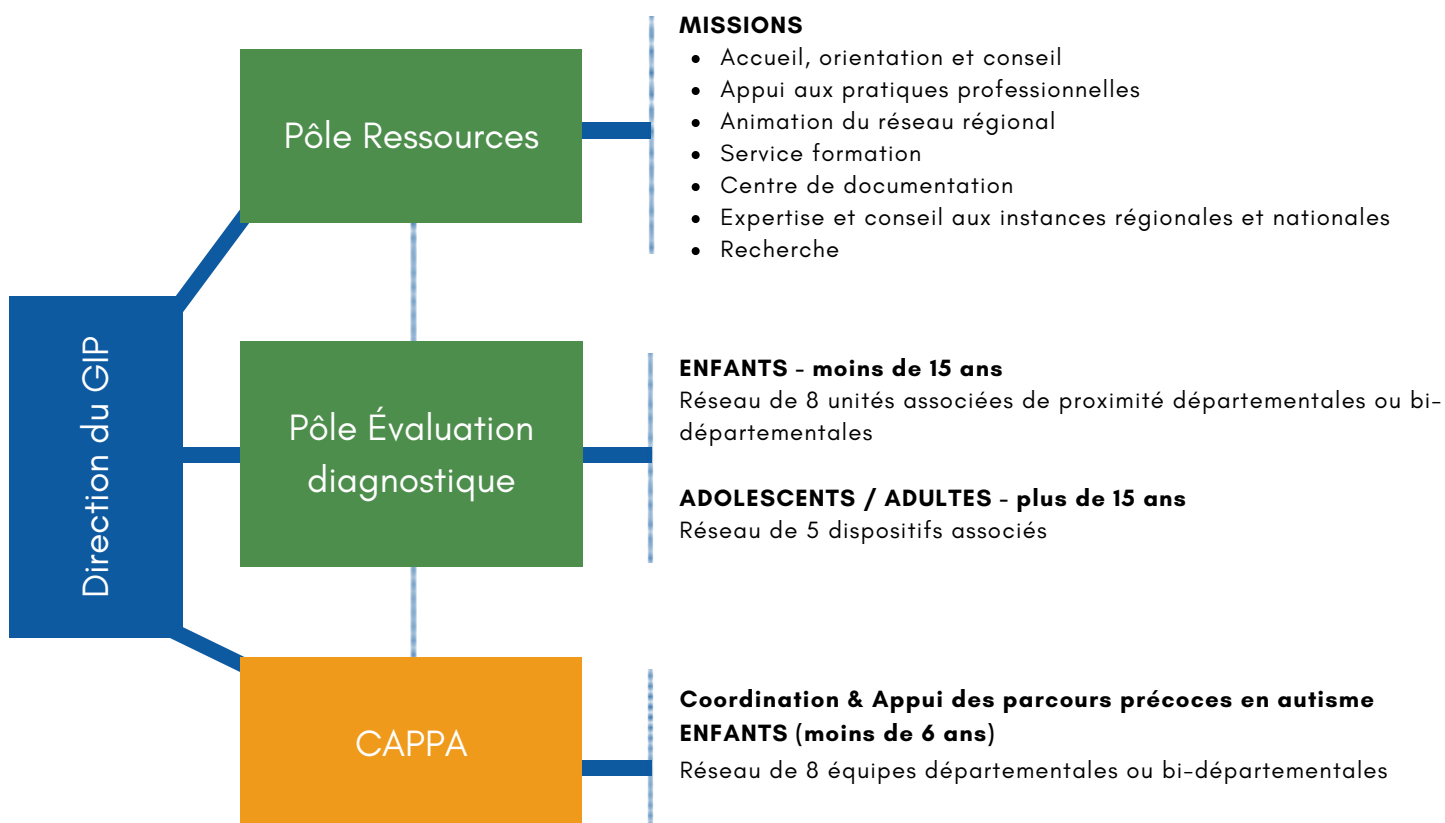 Direction du GIP
Pôle Ressources
MISSIONS
Accueil, orientation et conseil
Appui aux pratiques professionnelles
Animation du réseau régional
Service formation
Centre de documentation
Expertise et conseil aux instances régionales et nationales
Recherche
Pôle Évaluation
diagnostique
ENFANTS - moins de 15 ans
Réseau de 8 unités associées de proximité départementales ou bi-
départementales
ADOLESCENTS / ADULTES - plus de 15 ans
Réseau de 5 dispositifs associés
CAPPA
Coordination & Appui des parcours précoces en autisme
ENFANTS (moins de 6 ans)
Réseau de 8 équipes départementales ou bi-départementales